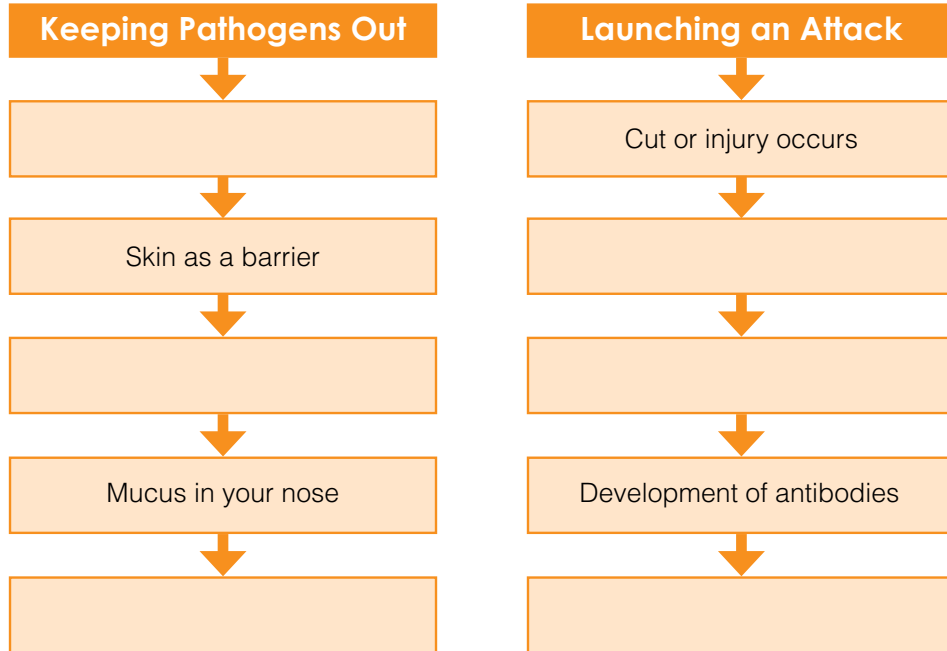 Keeping Pathogens Out
Skin as a barrier
Mucus in your nose
Launching an Attack
Cut or injury occurs
Development of antibodies